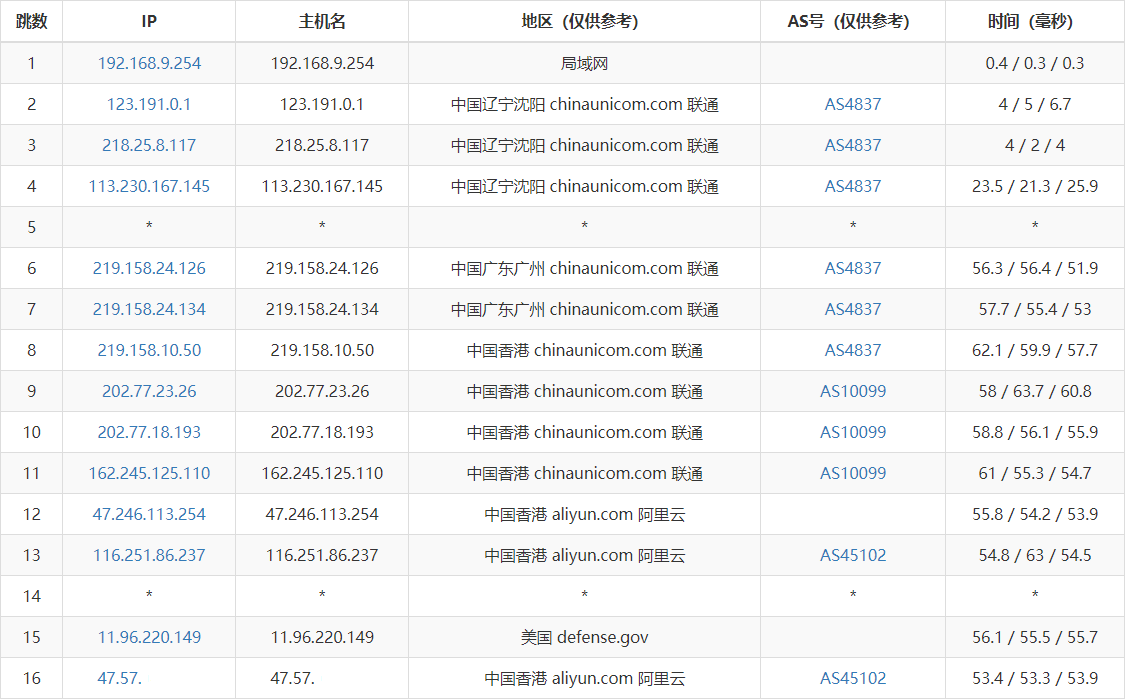 跳数 IP 主机名 地区（仅供参考） AS号（仅供参考） 时间（毫秒）
1 192.168.9.254 192.168.9.254 局域网 0.4 / 0.3 / 0.3
2 123.191.0.1 123.191.0.1 中国辽宁沈阳 chinaunicom.com 联通 AS4837 4 / 5 / 6.7
3 218.25.8.117 218.25.8.117 中国辽宁沈阳 chinaunicom.com 联通 AS4837 4 / 2 / 4
4 113.230.167.145 113.230.167.145 中国辽宁沈阳 chinaunicom.com 联通 AS4837 23.5 / 21.3 / 25.9
5 * * * * *
6 219.158.24.126 219.158.24.126 中国广东广州 chinaunicom.com 联通 AS4837 56.3 / 56.4 / 51.9
7 219.158.24.134 219.158.24.134 中国广东广州 chinaunicom.com 联通 AS4837 57.7 / 55.4 / 53
8 219.158.10.50 219.158.10.50 中国香港 chinaunicom.com 联通 AS4837 62.1 / 59.9 / 57.7
9 202.77.23.26 202.77.23.26 中国香港 chinaunicom.com 联通 AS10099 58 / 63.7 / 60.8
10 202.77.18.193 202.77.18.193 中国香港 chinaunicom.com 联通 AS10099 58.8 / 56.1 / 55.9
11 162.245.125.110 162.245.125.110 中国香港 chinaunicom.com 联通 AS10099 61 / 55.3 / 54.7
12 47.246.113.254 47.246.113.254 中国香港 aliyun.com 阿里云 55.8 / 54.2 / 53.9
13 116.251.86.237 116.251.86.237 中国香港 aliyun.com 阿里云 AS45102 54.8 / 63 / 54.5
14 * * * * *
15 11.96.220.149 11.96.220.149 美国 defense.gov 56.1 / 55.5 / 55.7
16 47.57. 47.57. 中国香港 aliyun.com 阿里云 AS45102 53.4 / 53.3 / 53.9